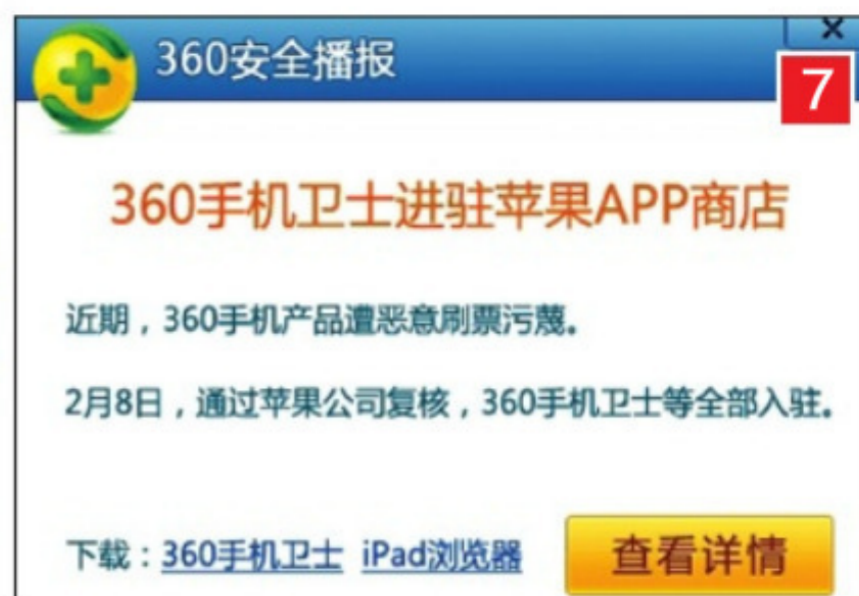 360安全播报
×
7
360手机卫士进驻苹果APP商店
近期，360手机产品遭恶意刷票污蔑。
2月8日，通过苹果公司复核，360手机卫士等全部入驻。
下载：360手机卫士 iPad浏览器
查看详情